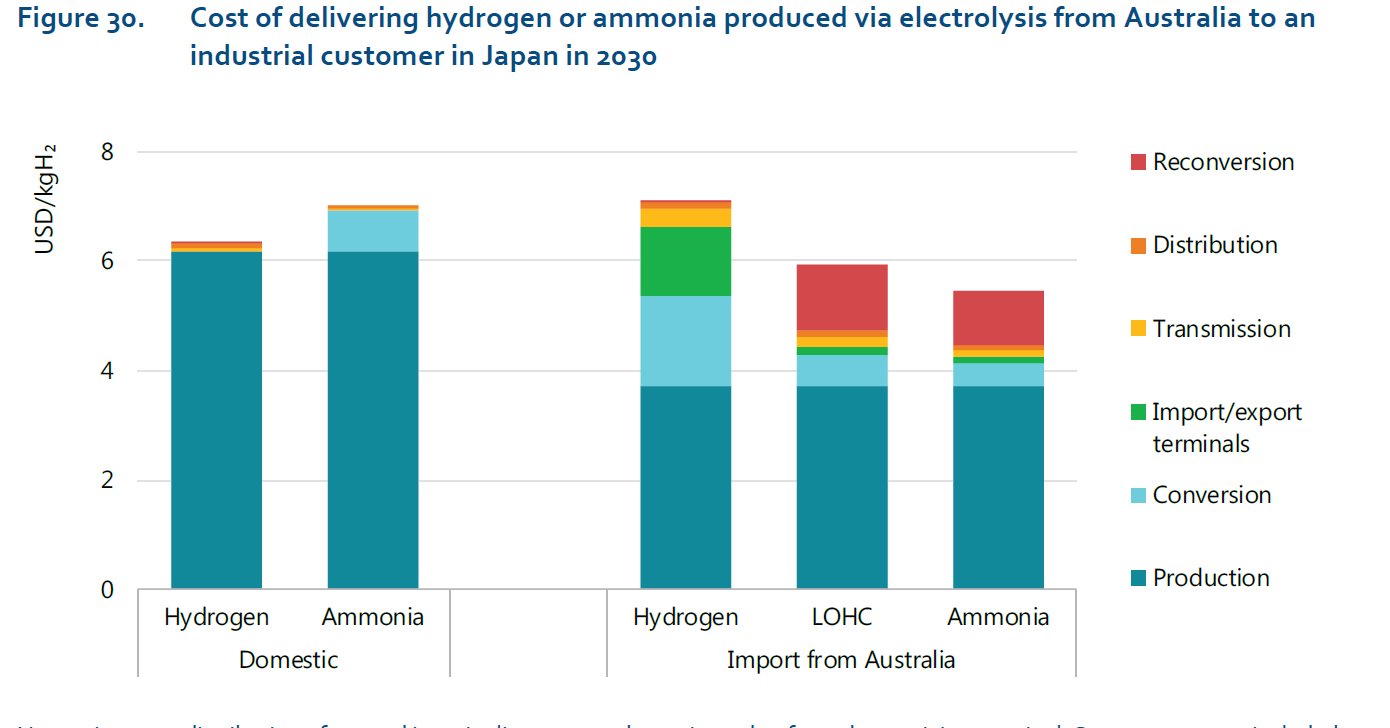 Figure 30. Cost of delivering hydrogen or ammonia produced via electrolysis from Australia to an
industrial customer in Japan in 2030
USD/kgH₂
8
6
4
2
0
Hydrogen
Ammonia
Hydrogen
LOHC
Ammonia
Domestic
Import from Australia
Reconversion
Distribution
Transmission
Import/export
terminals
Conversion
Production